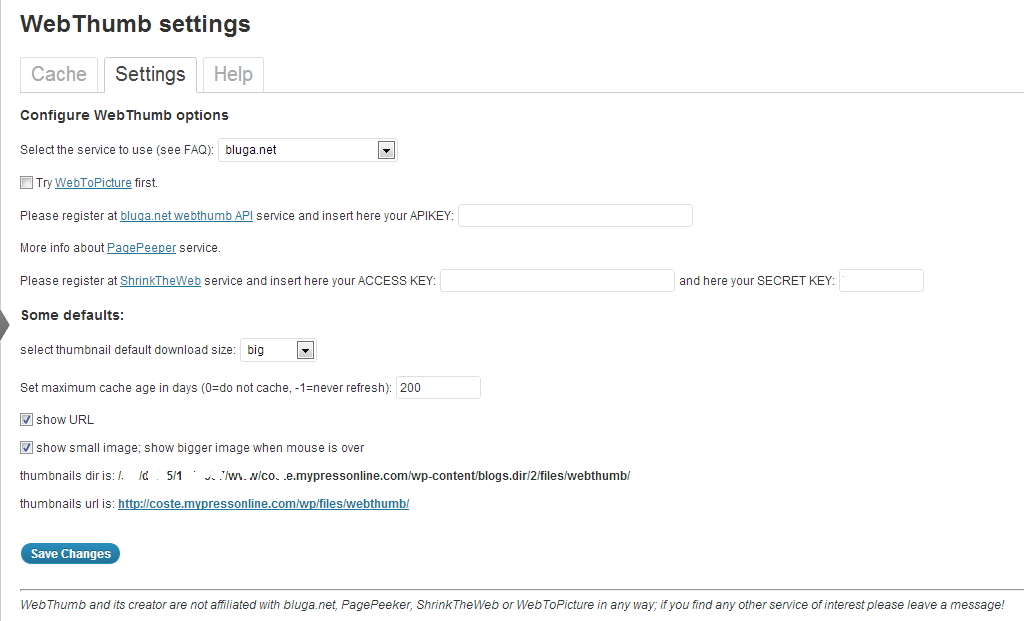 WebThumb settings
Cache Settings Help
Configure WebThumb options
Select the service to use (see FAQ): bluga.net
Try WebToPicture first.
Please register at bluga.net webthumb API service and insert here your APIKEY:
More info about PagePeeper service.
Please register at ShrinkTheWeb service and insert here your ACCESS KEY: and here your SECRET KEY:
Some defaults:
select thumbnail default download size: big
Set maximum cache age in days (0=do not cache, -1=never refresh): 200
show URL
show small image; show bigger image when mouse is over
thumbnails dir is: .e.mypressonline.com/wp-content/blogs.dir/2/files/webthumb/
thumbnails url is: http://coste.mypressonline.com/wp/files/webthumb/
Save Changes
WebThumb and its creator are not affiliated with bluga.net, PagePeeker, ShrinkTheWeb or WebToPicture in any way; if you find any other service of interest please leave a message!